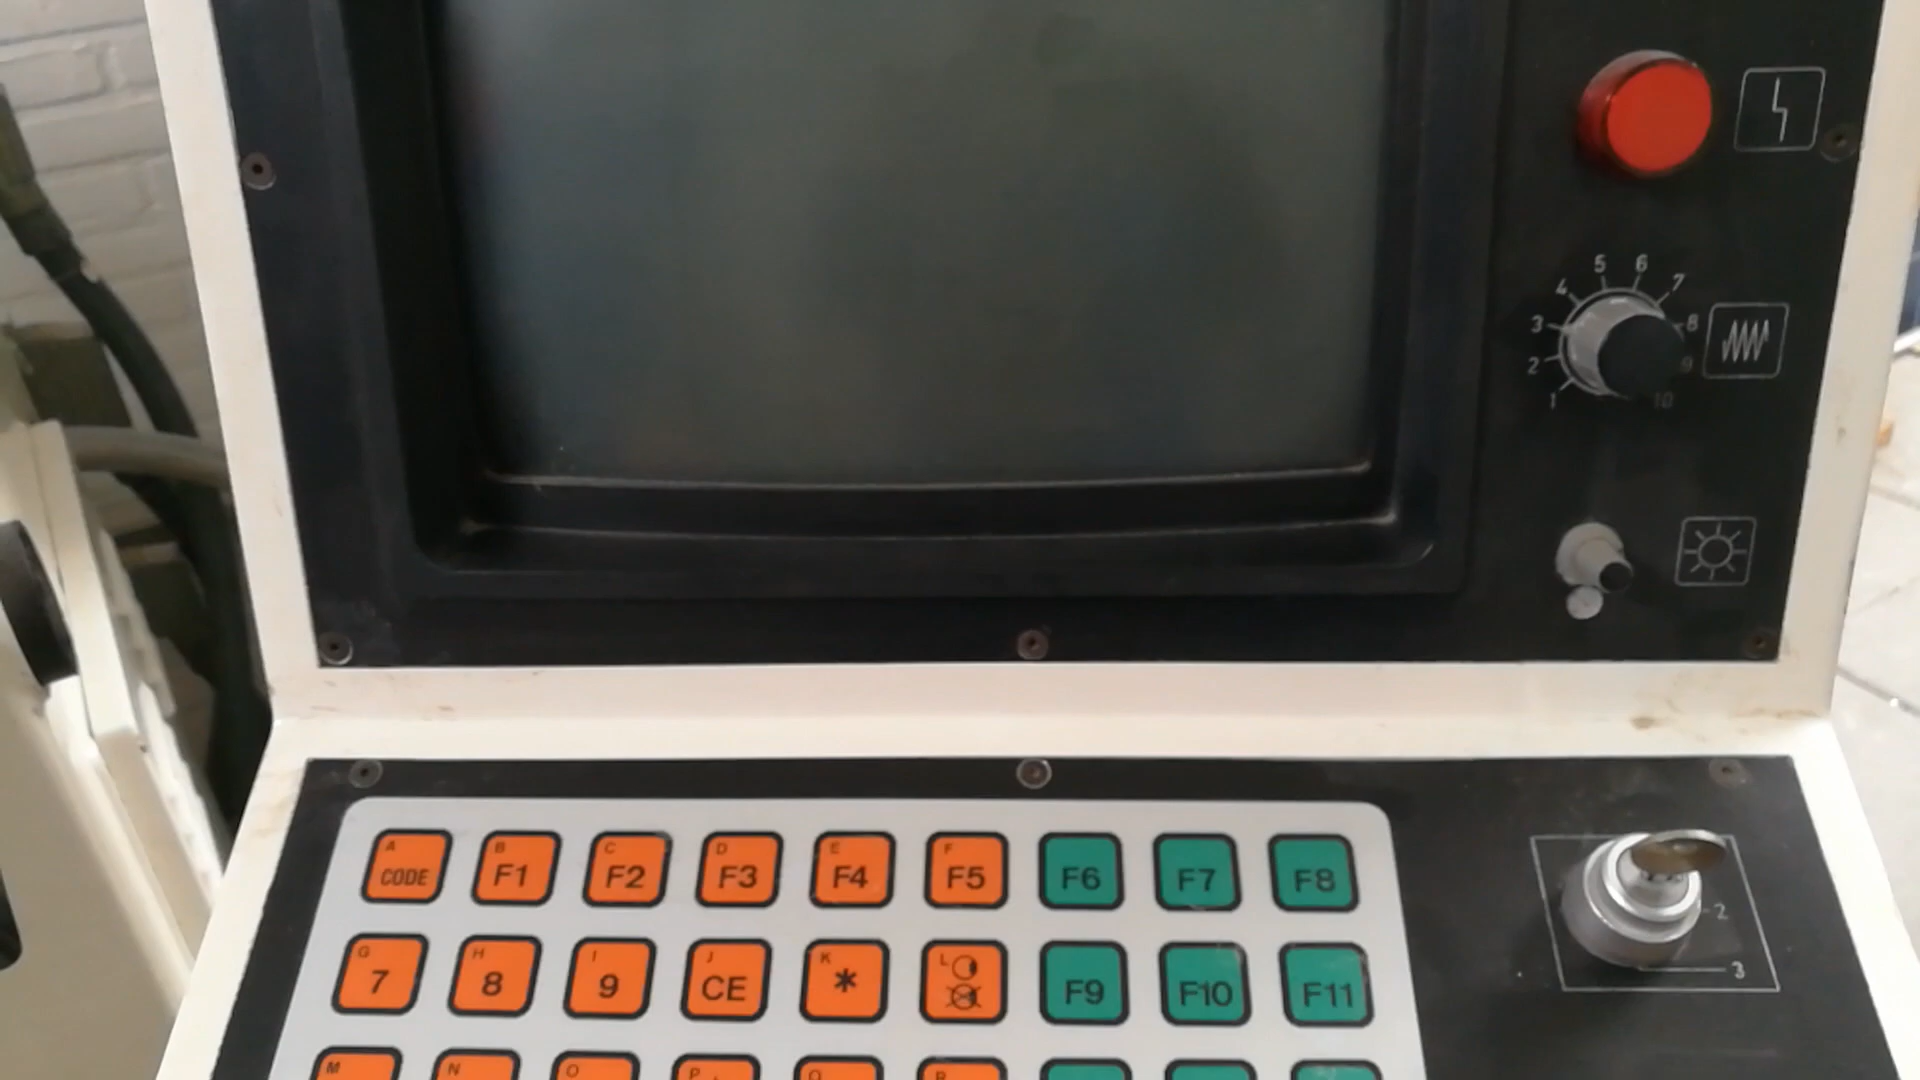 5 6
4 7
3 8
2 9
1 10
A CODE B F1 C F2 D F3 E F4 F F5 F6 F7 F8
2
G 7 H 8 I 9 J CE K * L F9 F10 F11
3
M N O P Q R